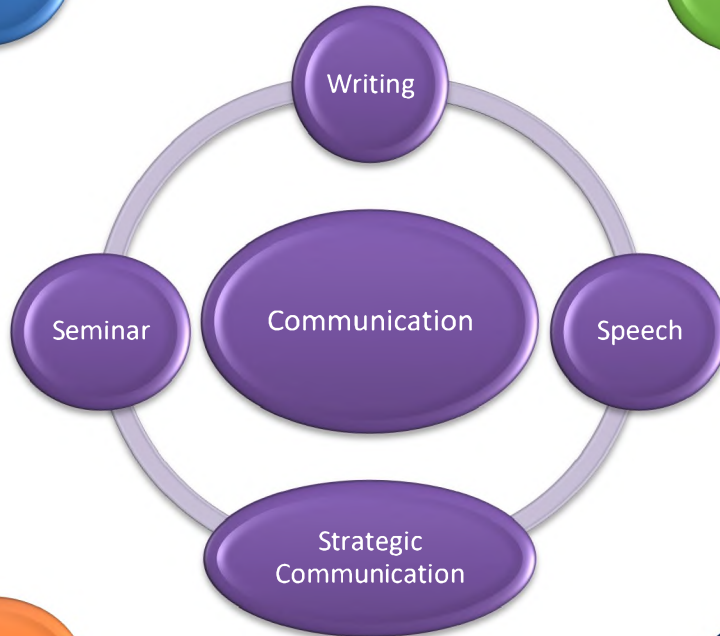 Writing
Communication
Seminar
Speech
Strategic
Communication